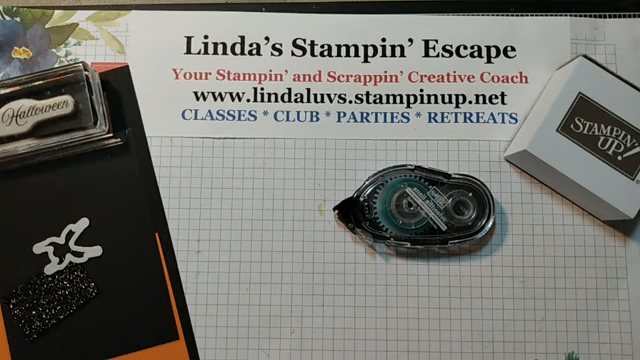 Linda's Stampin' Escape
Your Stampin' and Scrappin' Creative Coach
www.lindaluvs.stampinup.net
CLASSES * CLUB * PARTIES * RETREATS
Halloween
STAMPIN'
UP!